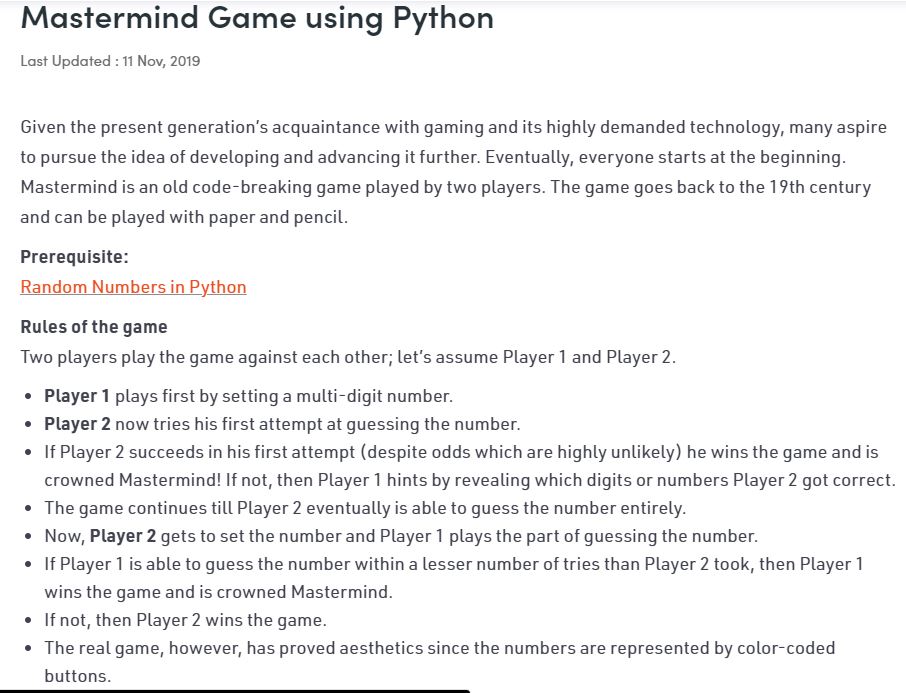 Mastermind Game using Python
Last Updated : 11 Nov, 2019
Given the present generation's acquaintance with gaming and its highly demanded technology, many aspire
to pursue the idea of developing and advancing it further. Eventually, everyone starts at the beginning.
Mastermind is an old code-breaking game played by two players. The game goes back to the 19th century
and can be played with paper and pencil.
Prerequisite:
Random Numbers in Python
Rules of the game
Two players play the game against each other; let's assume Player 1 and Player 2.
• Player 1 plays first by setting a multi-digit number.
• Player 2 now tries his first attempt at guessing the number.
• If Player 2 succeeds in his first attempt (despite odds which are highly unlikely) he wins the game and is
crowned Mastermind! If not, then Player 1 hints by revealing which digits or numbers Player 2 got correct.
• The game continues till Player 2 eventually is able to guess the number entirely.
• Now, Player 2 gets to set the number and Player 1 plays the part of guessing the number.
• If Player 1 is able to guess the number within a lesser number of tries than Player 2 took, then Player 1
wins the game and is crowned Mastermind.
• If not, then Player 2 wins the game.
• The real game, however, has proved aesthetics since the numbers are represented by color-coded
buttons.